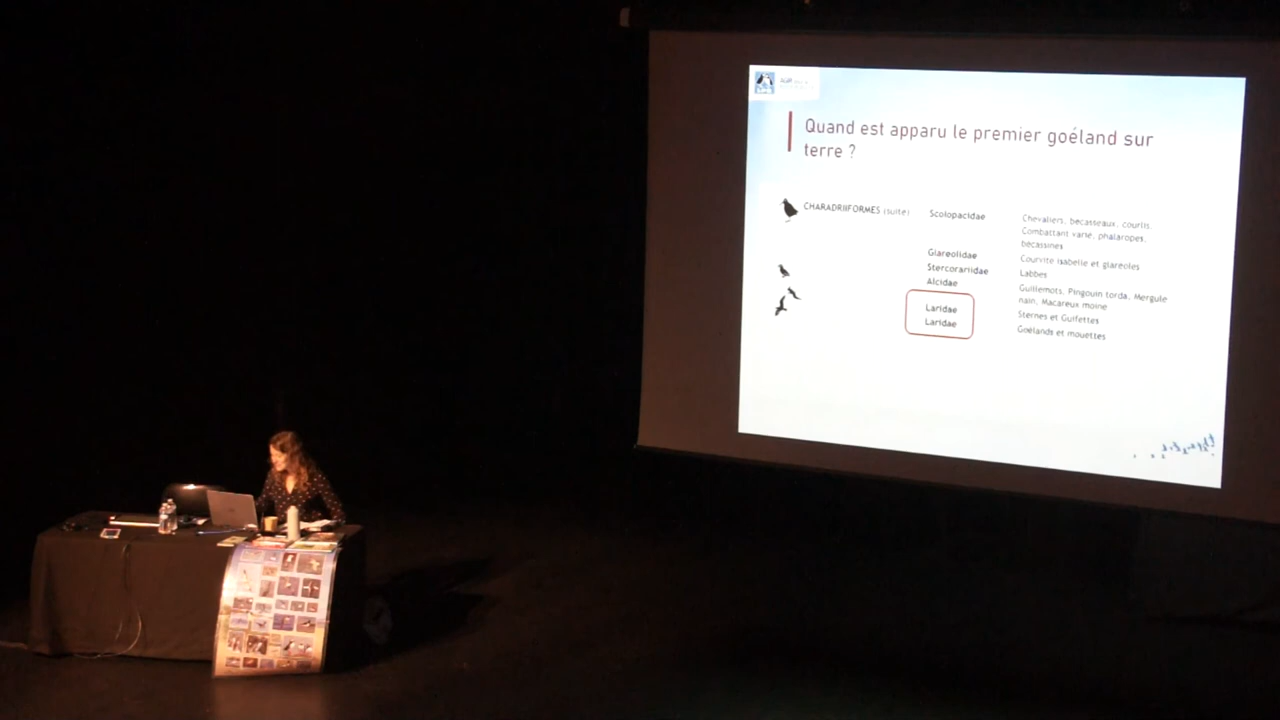 Quand est apparu le premier goéland sur
terre ?
CHARADRIIFORMES (suite)
Scolopacidae
Chevaliers, bécasseaux, courlis,
Combattant varié, phalaropes,
bécassines
Glareolidae
Courvite isabelle et glaréoles
Stercorariidae
Labbes
Alcidae
Guillemots, Pingouin torda, Mergule
nain, Macareux moine
Laridae
Sternes et Guifettes
Laridae
Goélands et mouettes